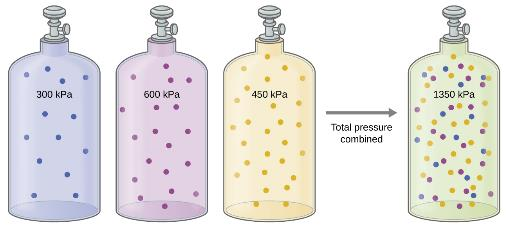 300 kPa
600 kPa
450 kPa
1350 kPa
Total pressure
combined